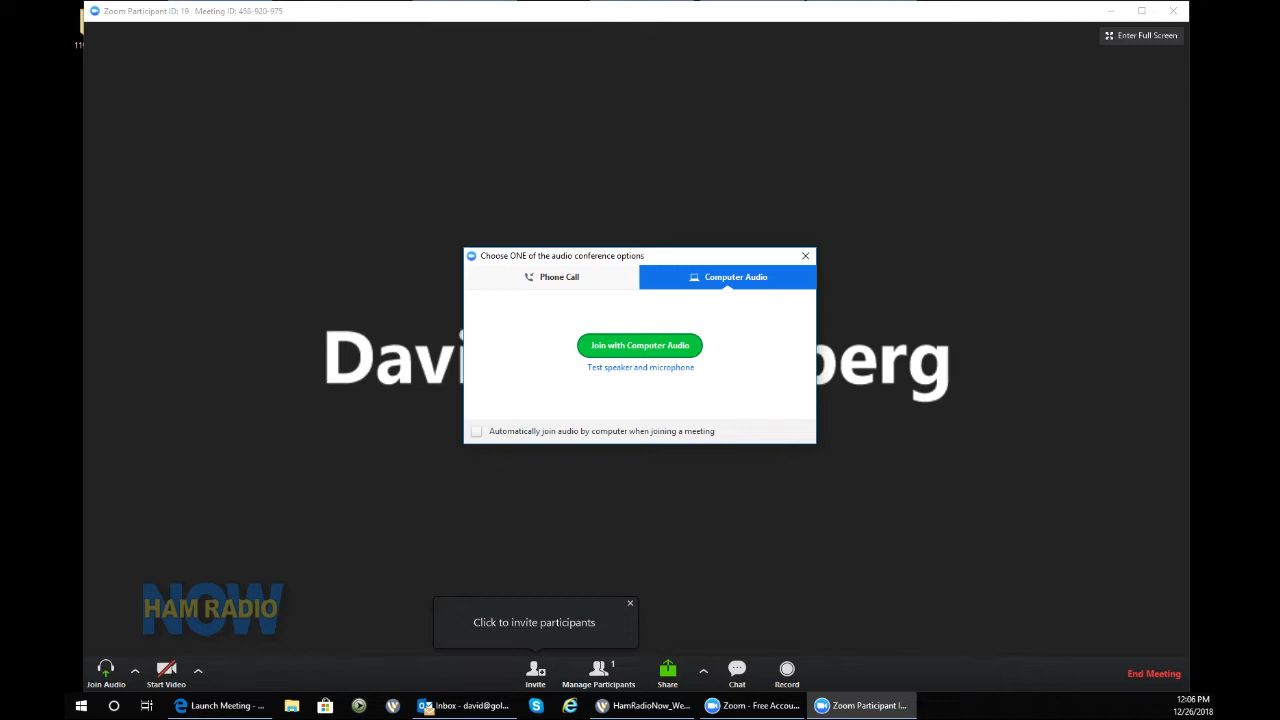 Zoom Participant ID: 19 Meeting ID: 458-920-975
Enter Full Screen
Choose ONE of the audio conference options
Phone Call
Computer Audio
Join with Computer Audio
Test speaker and microphone
Automatically join audio by computer when joining a meeting
Davi
berg
NOW
HAM RADIO
Click to invite participants
Join Audio
Start Video
Invite
1
Manage Participants
Share
Chat
Record
End Meeting
Launch Meeting - ...
Inbox - david@gol...
HamRadioNow_We...
Zoom - Free Accou...
Zoom Participant I...
12:06 PM
12/26/2018